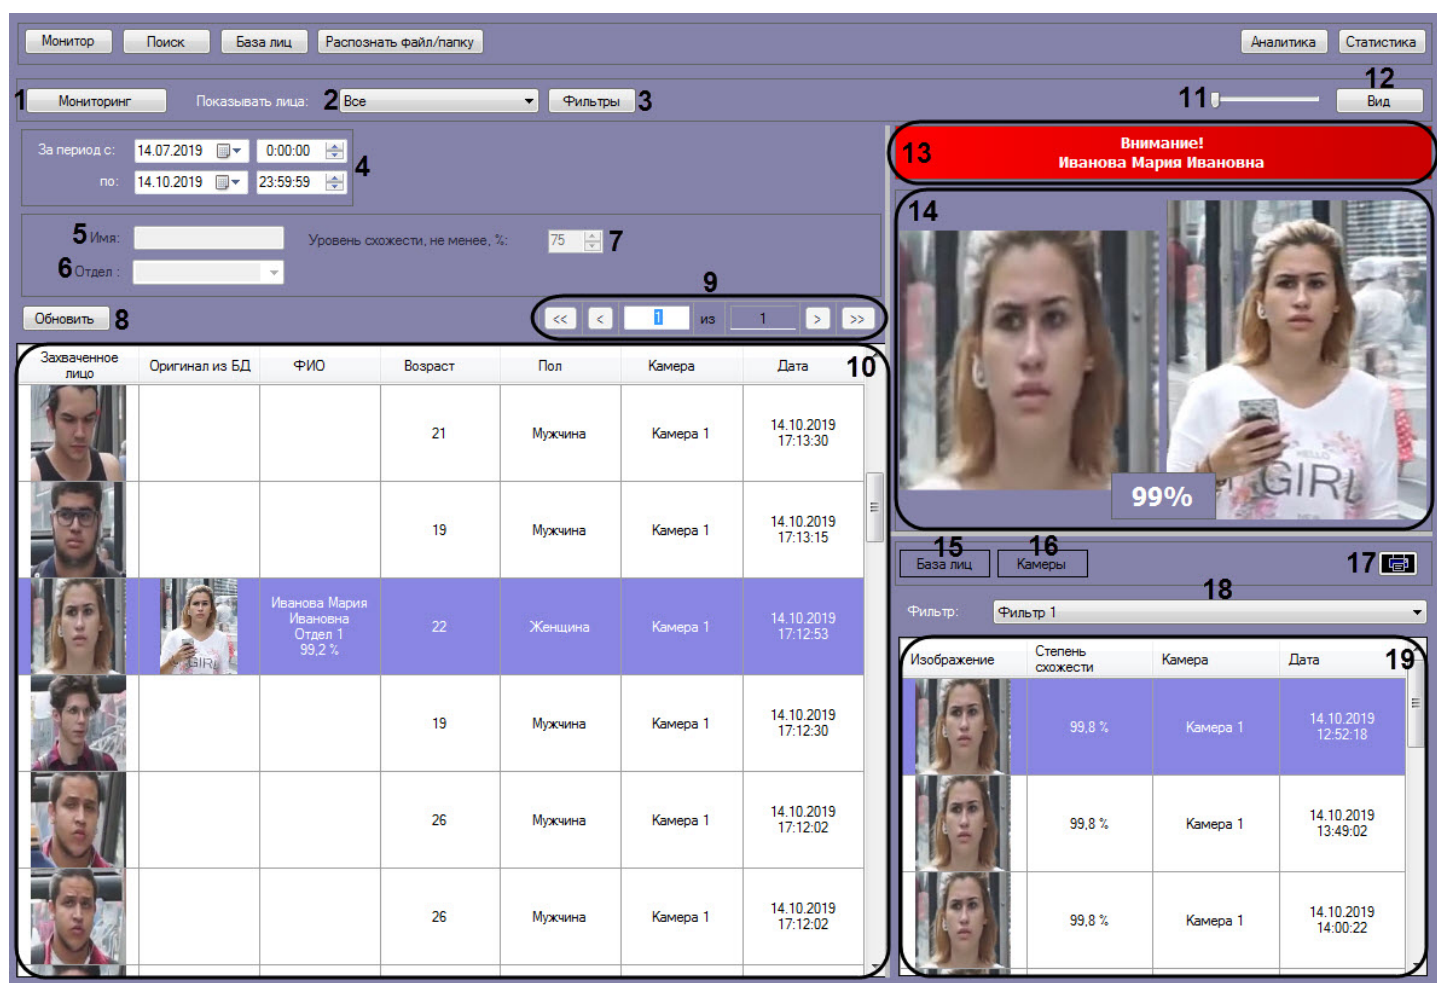 Монитор Поиск База лиц Распознать файл/папку Аналитика Статистика
12
1 Мониторинг Показывать лица: 2 Все Фильтры 3 11 Вид
За период с: 14.07.2019 0:00:00
4
по: 14.10.2019 23:59:59
13 Внимание!
Иванова Мария Ивановна
14
5 Имя: Уровень схожести, не менее, %: 75 7
6 Отдел :
9
Обновить 8 << < 1 из 1 > >>
Захваченное лицо Оригинал из БД ФИО Возраст Пол Камера Дата 10
21 Мужчина Камера 1 14.10.2019
17:13:30
HELLO
GIRL
99%
19 Мужчина Камера 1 14.10.2019
17:13:15
15 16
База лиц Камеры 17
18
Иванова Мария
Ивановна
Отдел 1
99,2 %
22 Женщина Камера 1 14.10.2019
17:12:53
GIRL
Фильтр: Фильтр 1
Изображение Степень схожести Камера Дата 19
19 Мужчина Камера 1 14.10.2019
17:12:30
99,8 % Камера 1 14.10.2019
12:52:18
26 Мужчина Камера 1 14.10.2019
17:12:02
99,8 % Камера 1 14.10.2019
13:49:02
26 Мужчина Камера 1 14.10.2019
17:12:02
99,8 % Камера 1 14.10.2019
14:00:22